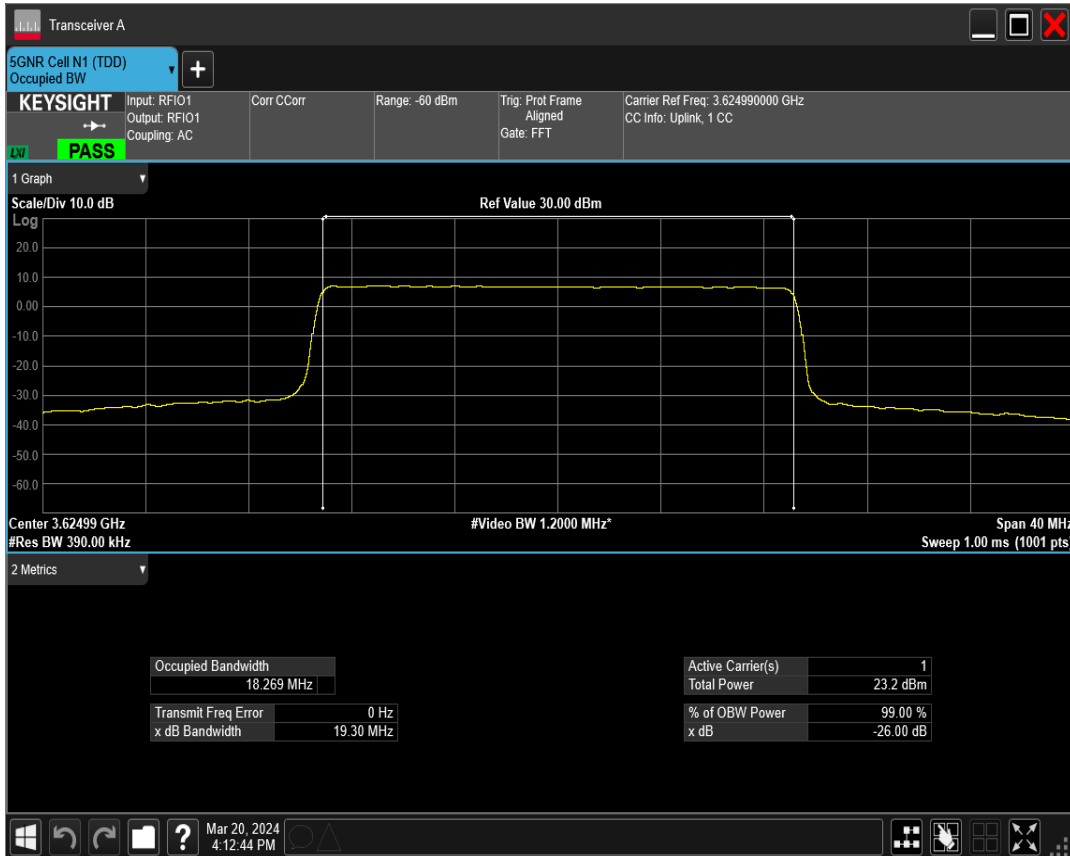 Transceiver A
5GNR Cell N1 (TDD)
Occupied BW
+
KEYSIGHT
LXI
PASS
Input: RFIO1
Output: RFIO1
Coupling: AC
Corr CCorr
Range: -60 dBm
Trig: Prot Frame
Aligned
Gate: FFT
Carrier Ref Freq: 3.624990000 GHz
CC Info: Uplink, 1 CC
1 Graph
Scale/Div 10.0 dB
Ref Value 30.00 dBm
Log
20.0
10.0
0.00
-10.0
-20.0
-30.0
-40.0
-50.0
-60.0
Center 3.62499 GHz
#Video BW 1.2000 MHz*
Span 40 MHz
#Res BW 390.00 kHz
Sweep 1.00 ms (1001 pts)
2 Metrics
Occupied Bandwidth
18.269 MHz
Transmit Freq Error 0 Hz
x dB Bandwidth 19.30 MHz
Active Carrier(s) 1
Total Power 23.2 dBm
% of OBW Power 99.00 %
x dB -26.00 dB
?
Mar 20, 2024
4:12:44 PM